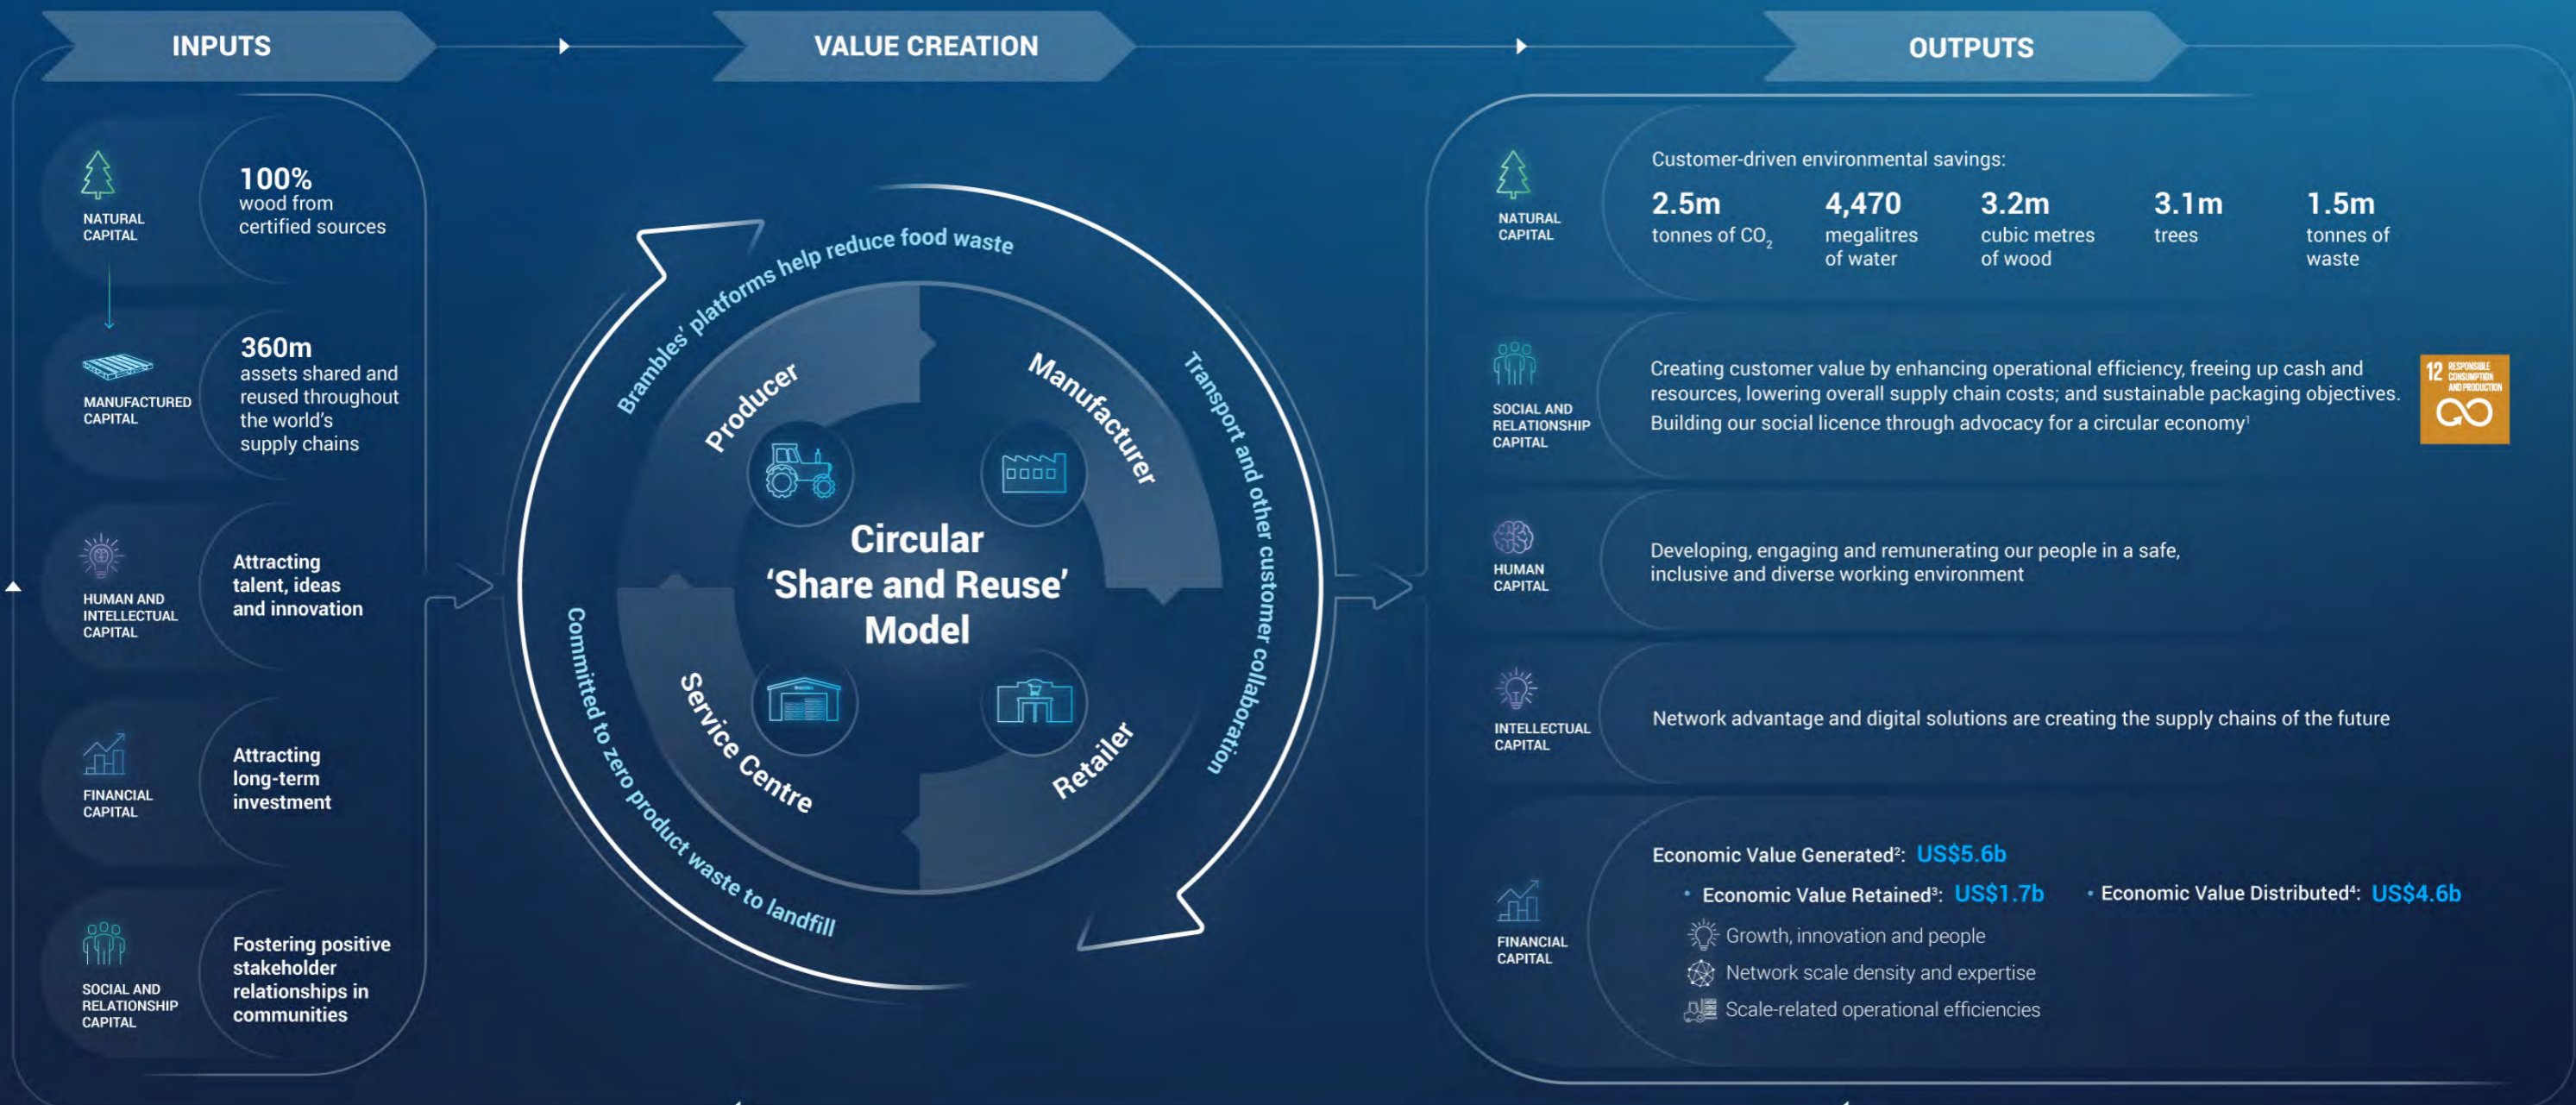 INPUTS
VALUE CREATION
OUTPUTS
NATURAL
CAPITAL
100%
wood from
certified sources
MANUFACTURED
CAPITAL
360m
assets shared and
reused throughout
the world’s
supply chains
HUMAN AND
INTELLECTUAL
CAPITAL
Attracting
talent, ideas
and innovation
FINANCIAL
CAPITAL
Attracting
long-term
investment
SOCIAL AND
RELATIONSHIP
CAPITAL
Fostering positive
stakeholder
relationships in
communities
Brambles’ platforms help reduce food waste
Transport and other customer collaboration
Committed to zero product waste to landfill
Producer
Manufacturer
Circular
‘Share and Reuse’
Model
Service Centre
Retailer
NATURAL
CAPITAL
Customer-driven environmental savings:
2.5m
tonnes of CO₂
4,470
megalitres
of water
3.2m
cubic metres
of wood
3.1m
trees
1.5m
tonnes of
waste
SOCIAL AND
RELATIONSHIP
CAPITAL
Creating customer value by enhancing operational efficiency, freeing up cash and
resources, lowering overall supply chain costs; and sustainable packaging objectives.
Building our social licence through advocacy for a circular economy¹
12 RESPONSIBLE
CONSUMPTION
AND PRODUCTION
HUMAN
CAPITAL
Developing, engaging and remunerating our people in a safe,
inclusive and diverse working environment
INTELLECTUAL
CAPITAL
Network advantage and digital solutions are creating the supply chains of the future
FINANCIAL
CAPITAL
Economic Value Generated²: US$5.6b
• Economic Value Retained³: US$1.7b
• Economic Value Distributed⁴: US$4.6b
Growth, innovation and people
Network scale density and expertise
Scale-related operational efficiencies